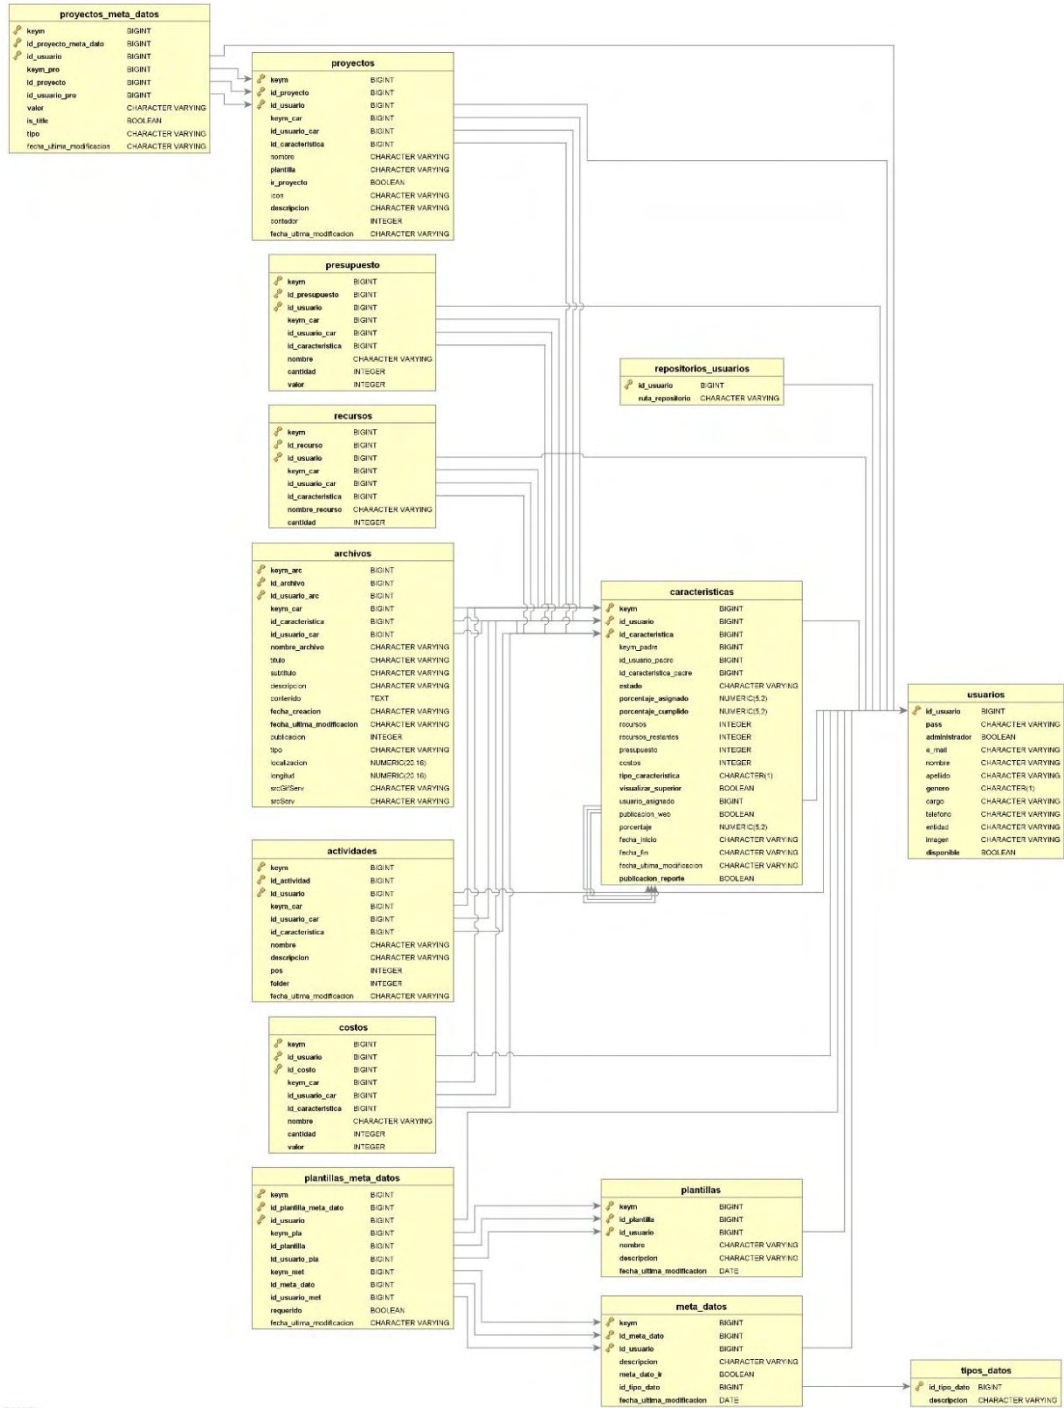 proyectos_meta_datos
keym BIGINT
id_proyecto_meta_dato BIGINT
id_usuario BIGINT
keym_pro BIGINT
id_proyecto BIGINT
id_usuario_pro BIGINT
valor CHARACTER VARYING
is_title BOOLEAN
tipo CHARACTER VARYING
fecha_ultima_modificacion CHARACTER VARYING
proyectos
keym BIGINT
id_proyecto BIGINT
id_usuario BIGINT
keym_car BIGINT
id_usuario_car BIGINT
id_caracteristica BIGINT
nombre CHARACTER VARYING
plantilla CHARACTER VARYING
ir_proyecto BOOLEAN
icon CHARACTER VARYING
descripcion CHARACTER VARYING
contador INTEGER
fecha_ultima_modificacion CHARACTER VARYING
presupuesto
keym BIGINT
id_presupuesto BIGINT
id_usuario BIGINT
keym_car BIGINT
id_usuario_car BIGINT
id_caracteristica BIGINT
nombre CHARACTER VARYING
cantidad INTEGER
valor INTEGER
repositorios_usuarios
id_usuario BIGINT
ruta_repositorio CHARACTER VARYING
recursos
keym BIGINT
id_recurso BIGINT
id_usuario BIGINT
keym_car BIGINT
id_usuario_car BIGINT
id_caracteristica BIGINT
nombre_recurso CHARACTER VARYING
cantidad INTEGER
archivos
keym_arc BIGINT
id_archivo BIGINT
id_usuario_arc BIGINT
keym_car BIGINT
id_caracteristica BIGINT
id_usuario_car BIGINT
nombre_archivo CHARACTER VARYING
titulo CHARACTER VARYING
subtitulo CHARACTER VARYING
descripcion CHARACTER VARYING
contenido TEXT
fecha_creacion CHARACTER VARYING
fecha_ultima_modificacion CHARACTER VARYING
publicacion INTEGER
tipo CHARACTER VARYING
localizacion NUMERIC(20,16)
longitud NUMERIC(20,16)
srcGifServ CHARACTER VARYING
srcServ CHARACTER VARYING
caracteristicas
keym BIGINT
id_usuario BIGINT
id_caracteristica BIGINT
keym_padre BIGINT
id_usuario_padre BIGINT
id_caracteristica_padre BIGINT
estado CHARACTER VARYING
porcentaje_asignado NUMERIC(5,2)
porcentaje_cumplido NUMERIC(5,2)
recursos INTEGER
recursos_restantes INTEGER
presupuesto INTEGER
costos INTEGER
tipo_caracteristica CHARACTER(1)
visualizar_superior BOOLEAN
usuario_asignado BIGINT
publicacion_web BOOLEAN
porcentaje NUMERIC(5,2)
fecha_inicio CHARACTER VARYING
fecha_fin CHARACTER VARYING
fecha_ultima_modificacion CHARACTER VARYING
publicacion_reporte BOOLEAN
usuarios
id_usuario BIGINT
pass CHARACTER VARYING
administrador BOOLEAN
e_mail CHARACTER VARYING
nombre CHARACTER VARYING
apellido CHARACTER VARYING
genero CHARACTER(1)
cargo CHARACTER VARYING
telefono CHARACTER VARYING
entidad CHARACTER VARYING
imagen CHARACTER VARYING
disponible BOOLEAN
actividades
keym BIGINT
id_actividad BIGINT
id_usuario BIGINT
keym_car BIGINT
id_usuario_car BIGINT
id_caracteristica BIGINT
nombre CHARACTER VARYING
descripcion CHARACTER VARYING
pos INTEGER
folder INTEGER
fecha_ultima_modificacion CHARACTER VARYING
costos
keym BIGINT
id_usuario BIGINT
id_costo BIGINT
keym_car BIGINT
id_usuario_car BIGINT
id_caracteristica BIGINT
nombre CHARACTER VARYING
cantidad INTEGER
valor INTEGER
plantillas_meta_datos
keym BIGINT
id_plantilla_meta_dato BIGINT
id_usuario BIGINT
keym_pla BIGINT
id_plantilla BIGINT
id_usuario_pla BIGINT
keym_met BIGINT
id_meta_dato BIGINT
id_usuario_met BIGINT
requerido BOOLEAN
fecha_ultima_modificacion CHARACTER VARYING
plantillas
keym BIGINT
id_plantilla BIGINT
id_usuario BIGINT
nombre CHARACTER VARYING
descripcion CHARACTER VARYING
fecha_ultima_modificacion DATE
meta_datos
keym BIGINT
id_meta_dato BIGINT
id_usuario BIGINT
descripcion CHARACTER VARYING
meta_dato_ir BOOLEAN
id_tipo_dato BIGINT
fecha_ultima_modificacion DATE
tipos_datos
id_tipo_dato BIGINT
descripcion CHARACTER VARYING